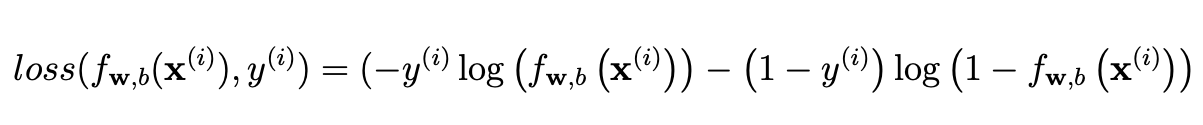 loss(f_{𝐰,b}(𝐱^{(i)}), y^{(i)}) = (−y^{(i)} log (f_{𝐰,b} (𝐱^{(i)})) − (1 − y^{(i)}) log (1 − f_{𝐰,b} (𝐱^{(i)}))